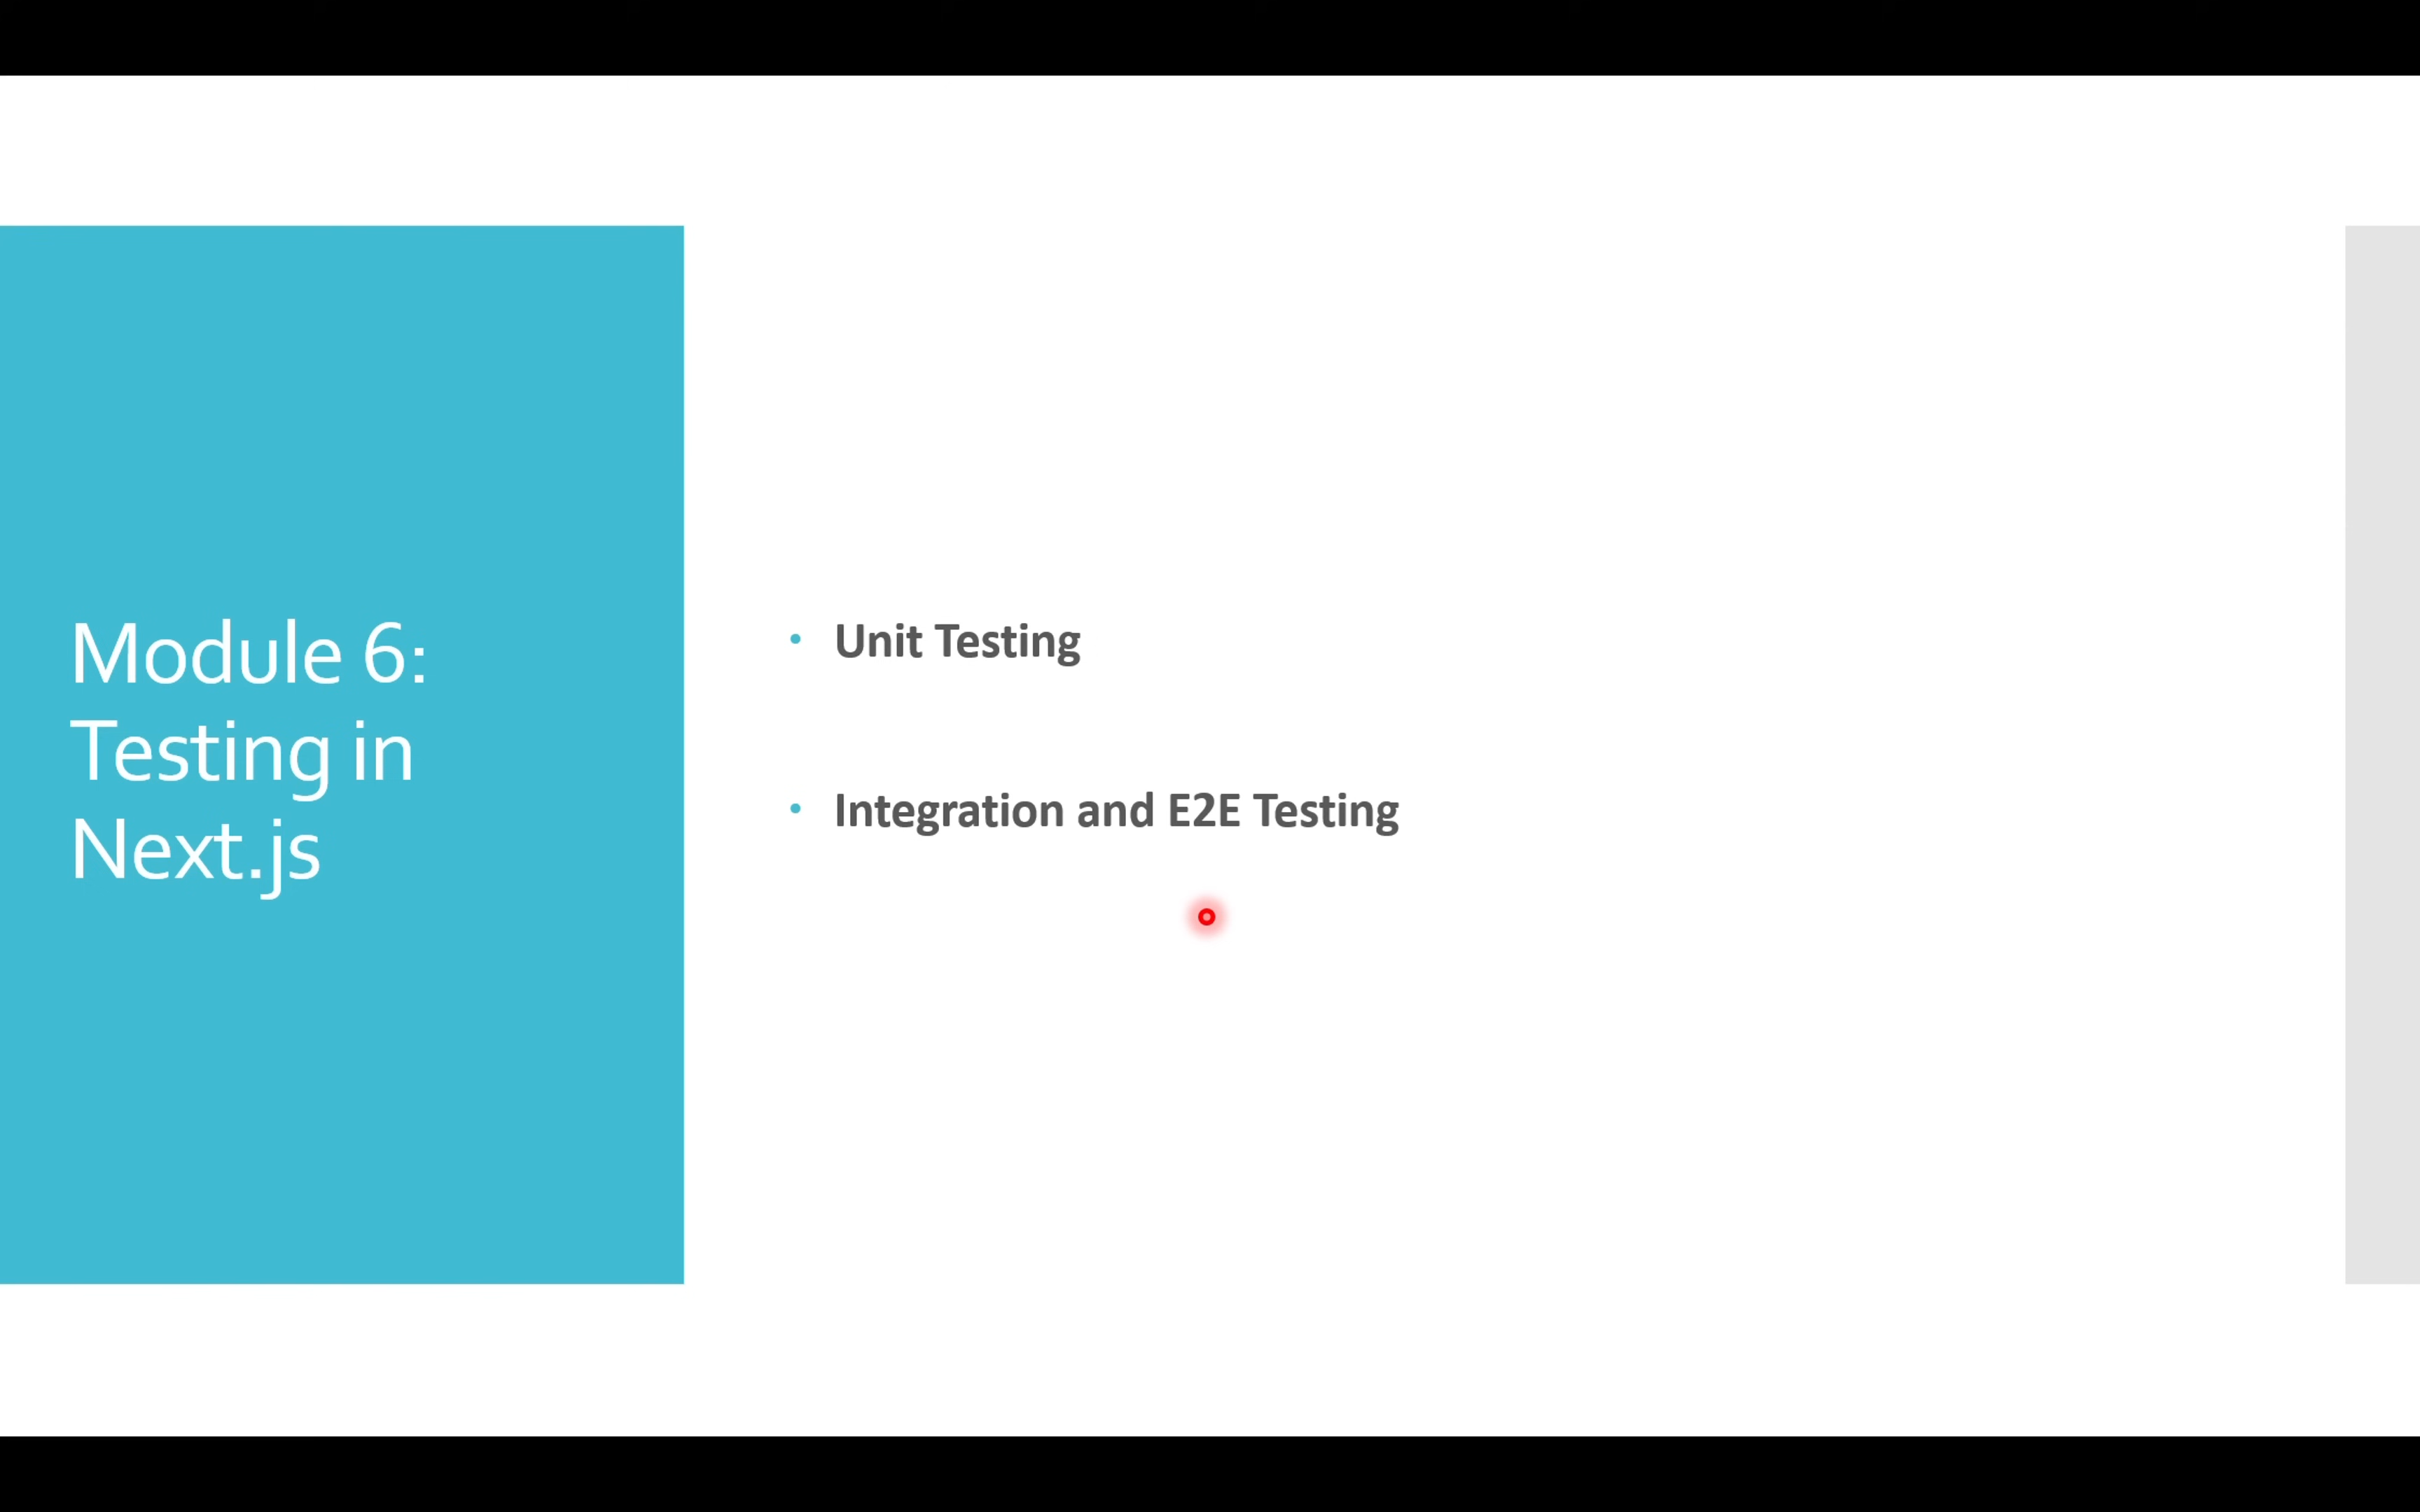 Module 6:
Testing in
Next.js
• Unit Testing
• Integration and E2E Testing